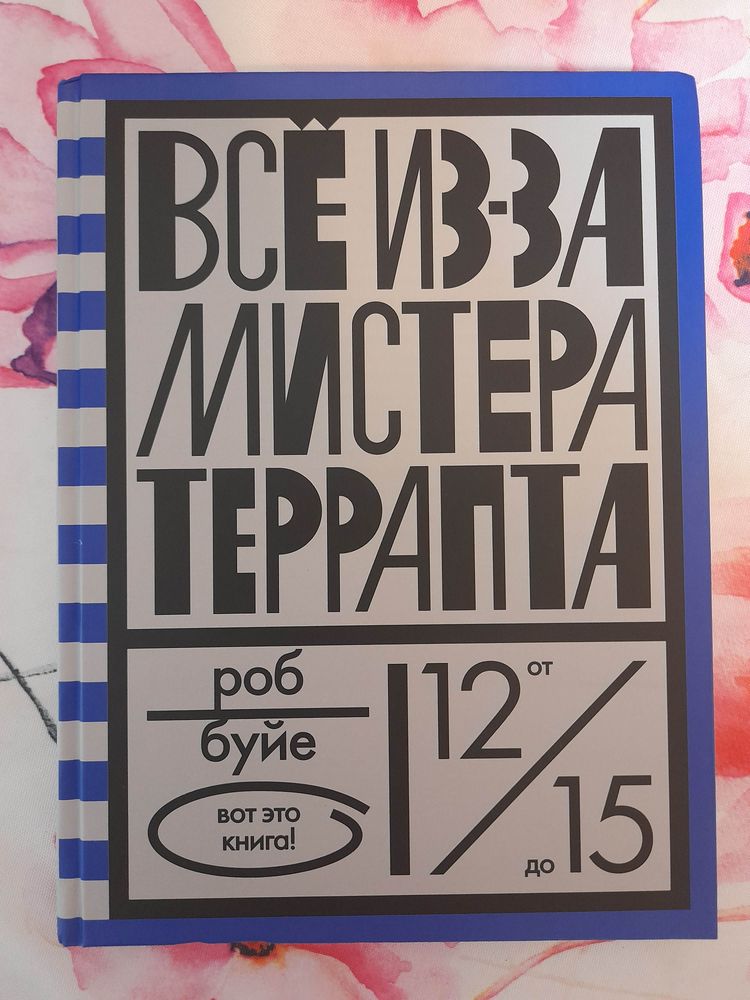 ВСЁ ИЗ-ЗА
МИСТЕРА
ТЕРРАПТА
роб
буйе
вот это
книга!
12 от
до 15